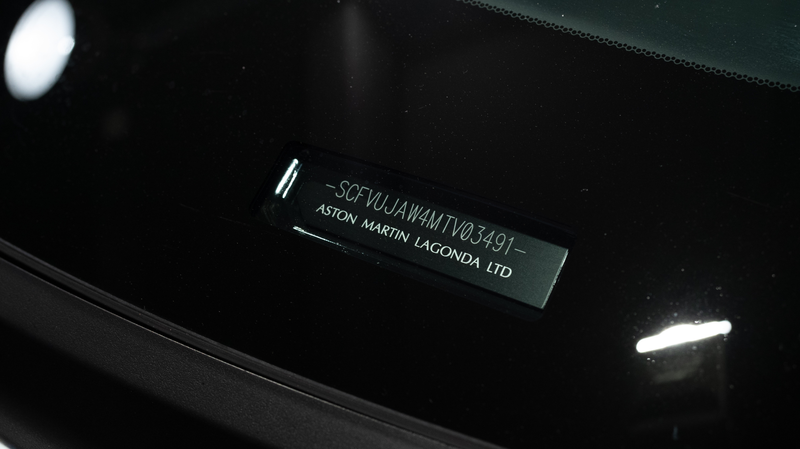 -SCFVUJAW4MTV03491-
ASTON MARTIN LAGONDA LTD